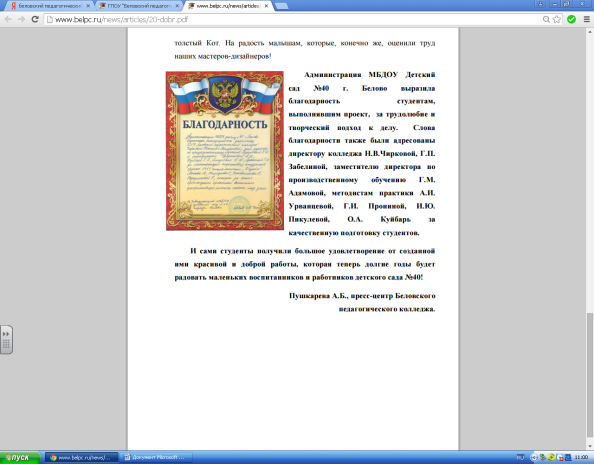 Беловский педагогическо
ГПОУ "Беловский педагог
www.belpc.ru/news/article
www.belpc.ru/news/articles/20-dobr.pdf
толстый Кот. На радость малышам, которые, конечно же, оценили труд
наших мастеров-дизайнеров!
БЛАГОДАРНОСТЬ
Администрация МБДОУ Детский
сад №40 г. Белово выразила
благодарность студентам,
выполнившим проект, за трудолюбие и
творческий подход к делу. Слова
благодарности также были адресованы
директору колледжа Н.В.Чирковой, Г.П.
Забелиной, заместителю директора по
производственному обучению Г.М.
Адамовой, методистам практики А.И.
Урванцевой, Г.И. Прониной, И.Ю.
Пикулевой, О.А. Куйбарь за
качественную подготовку студентов.
И сами студенты получили большое удовлетворение от созданной
ими красивой и доброй работы, которая теперь долгие годы будет
радовать маленьких воспитанников и работников детского сада №40!
Пушкарева А.Б., пресс-центр Беловского
педагогического колледжа.
пуск
www.belpc.ru/news/...
Документ Microsoft ...
RU
11:00